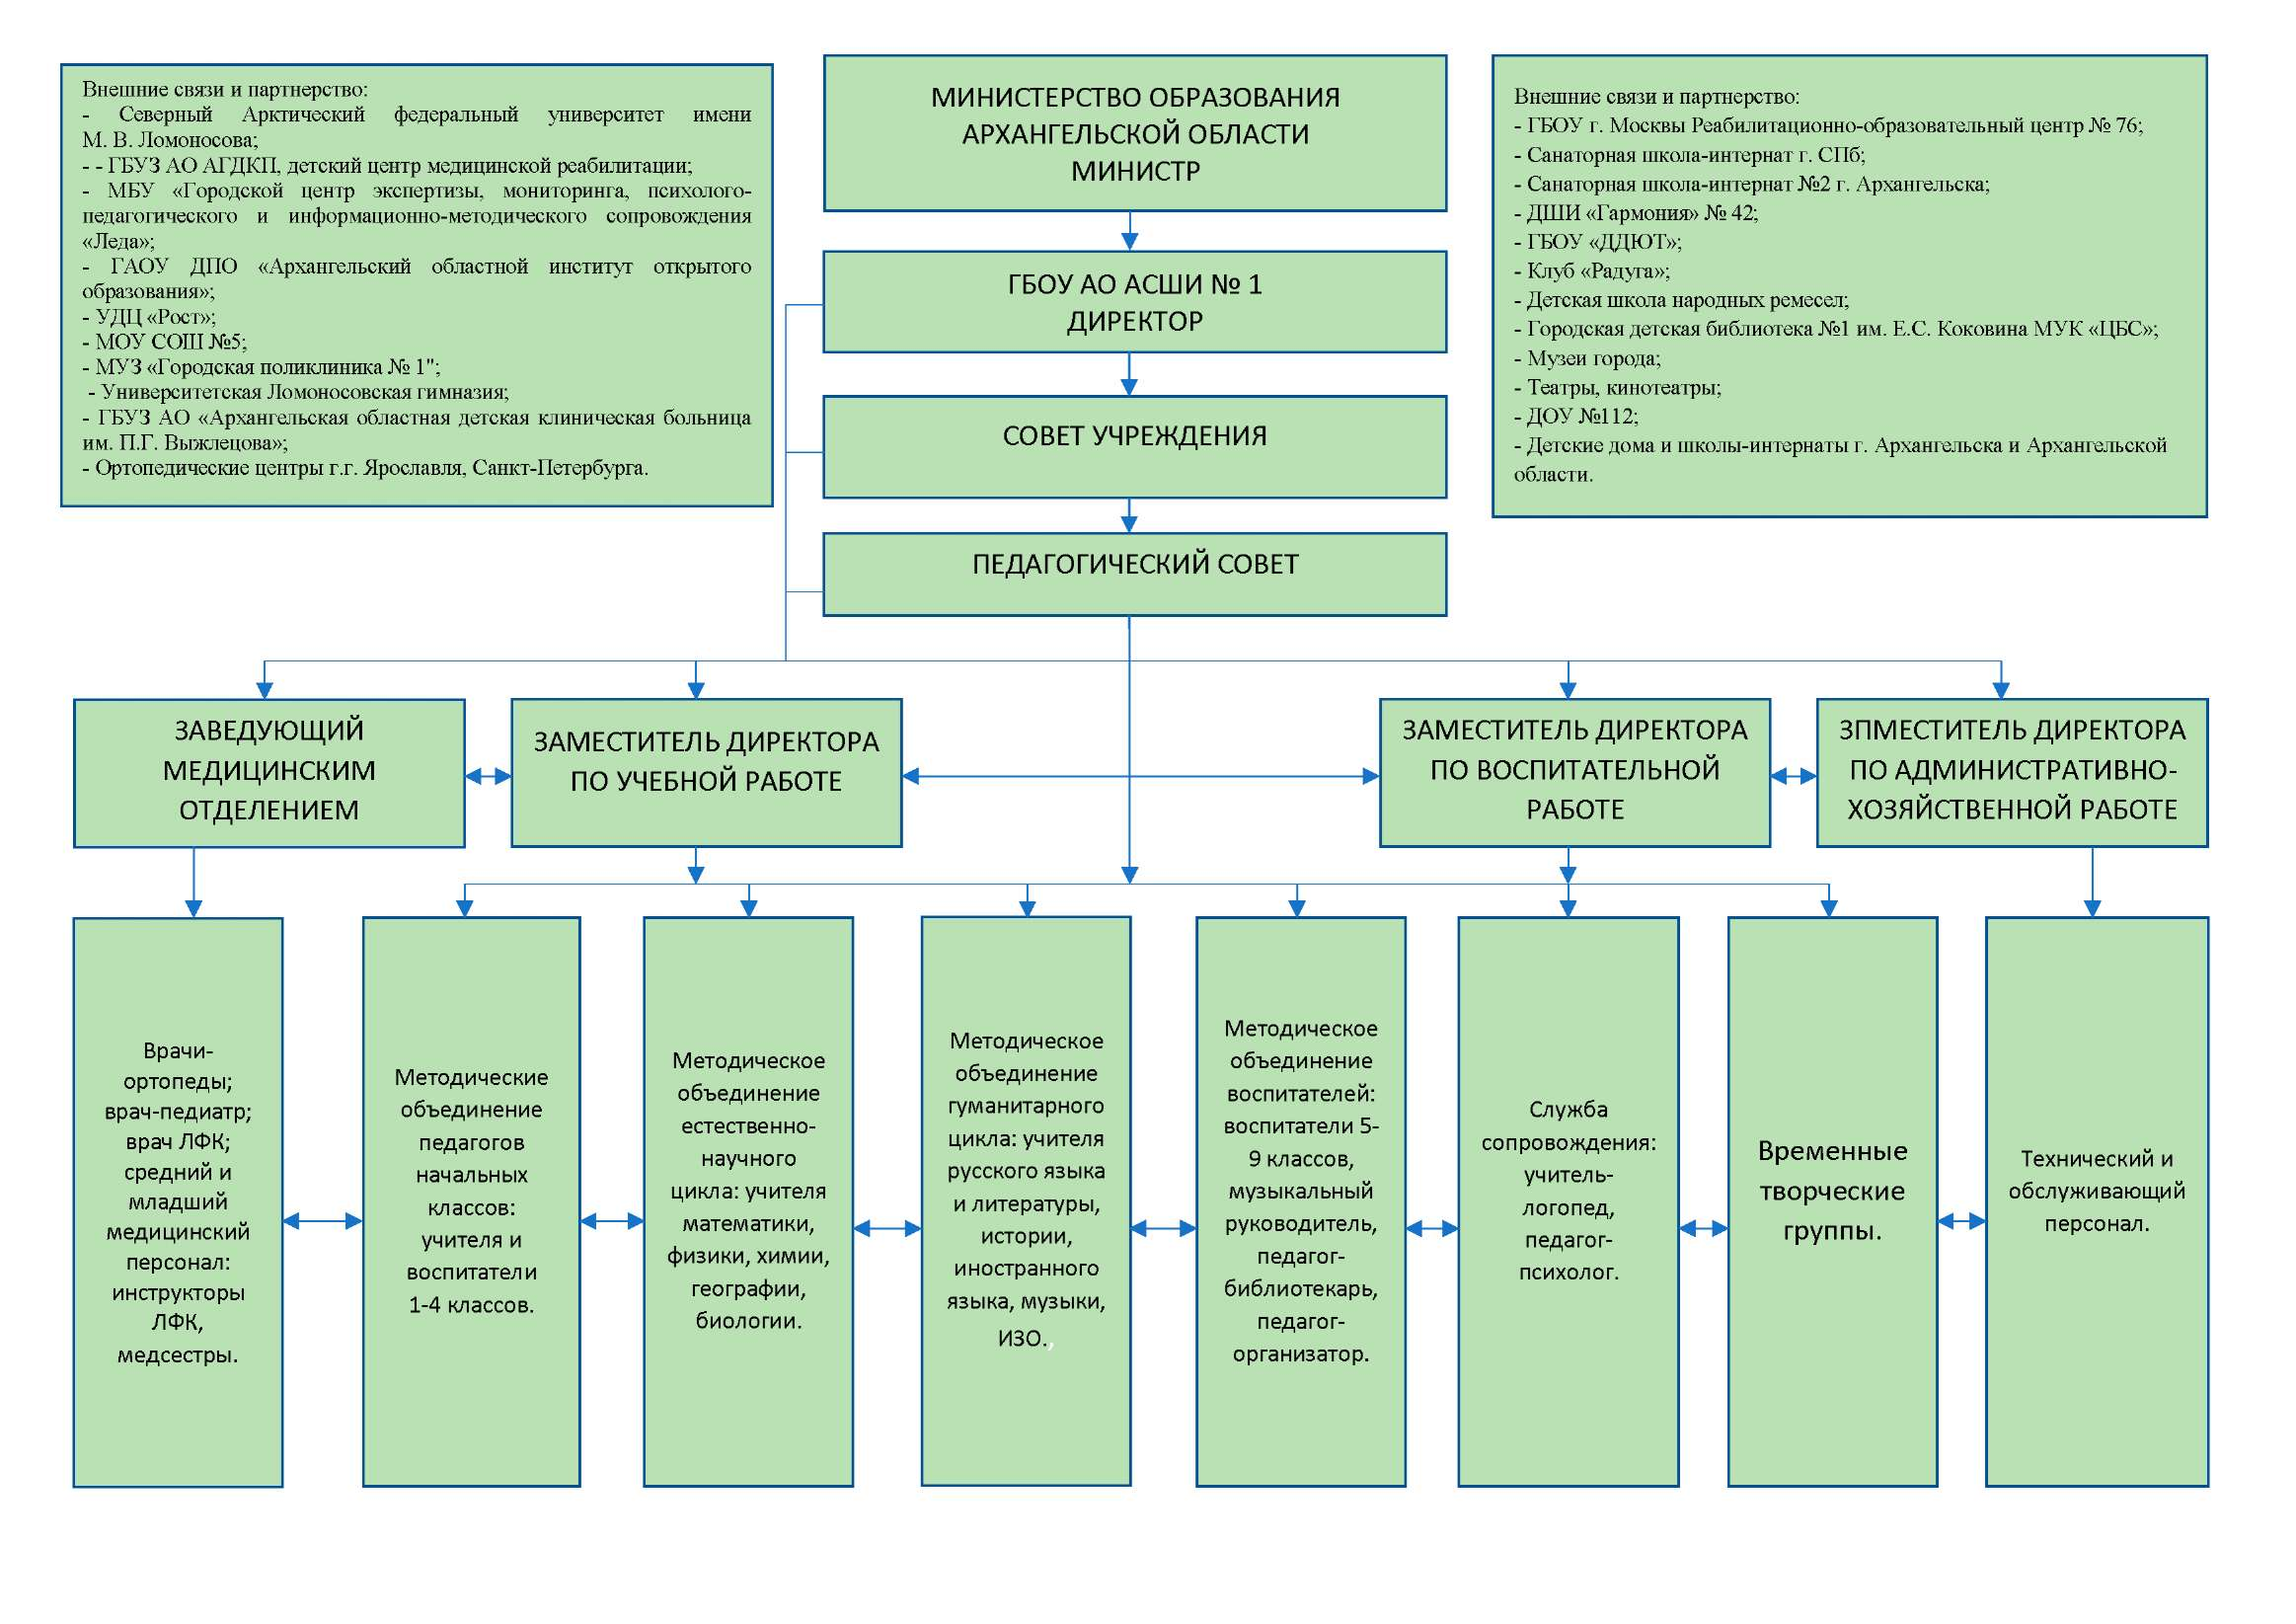 Внешние связи и партнерство:
- Северный Арктический федеральный университет имени
М. В. Ломоносова;
- - ГБУЗ АО АГДКП, детский центр медицинской реабилитации;
- МБУ «Городской центр экспертизы, мониторинга, психолого-
педагогического и информационно-методического сопровождения
«Леда»;
- ГАОУ ДПО «Архангельский областной институт открытого
образования»;
- УДЦ «Рост»;
- МОУ СОШ №5;
- МУЗ «Городская поликлиника № 1";
- Университетская Ломоносовская гимназия;
- ГБУЗ АО «Архангельская областная детская клиническая больница
им. П.Г. Выжлецова»;
- Ортопедические центры г.г. Ярославля, Санкт-Петербурга.
МИНИСТЕРСТВО ОБРАЗОВАНИЯ
АРХАНГЕЛЬСКОЙ ОБЛАСТИ
МИНИСТР
ГБОУ АО АСШИ № 1
ДИРЕКТОР
СОВЕТ УЧРЕЖДЕНИЯ
ПЕДАГОГИЧЕСКИЙ СОВЕТ
Внешние связи и партнерство:
- ГБОУ г. Москвы Реабилитационно-образовательный центр № 76;
- Санаторная школа-интернат г. СПб;
- Санаторная школа-интернат №2 г. Архангельска;
- ДШИ «Гармония» № 42;
- ГБОУ «ДДЮТ»;
- Клуб «Радуга»;
- Детская школа народных ремесел;
- Городская детская библиотека №1 им. Е.С. Коковина МУК «ЦБС»;
- Музеи города;
- Театры, кинотеатры;
- ДОУ №112;
- Детские дома и школы-интернаты г. Архангельска и Архангельской
области.
ЗАВЕДУЮЩИЙ
МЕДИЦИНСКИМ
ОТДЕЛЕНИЕМ
ЗАМЕСТИТЕЛЬ ДИРЕКТОРА
ПО УЧЕБНОЙ РАБОТЕ
ЗАМЕСТИТЕЛЬ ДИРЕКТОРА
ПО ВОСПИТАТЕЛЬНОЙ
РАБОТЕ
ЗПМЕСТИТЕЛЬ ДИРЕКТОРА
ПО АДМИНИСТРАТИВНО-
ХОЗЯЙСТВЕННОЙ РАБОТЕ
Врачи-
ортопеды;
врач-педиатр;
врач ЛФК;
средний и
младший
медицинский
персонал:
инструкторы
ЛФК,
медсестры.
Методические
объединение
педагогов
начальных
классов:
учителя и
воспитатели
1-4 классов.
Методическое
объединение
естественно-
научного
цикла: учителя
математики,
физики, химии,
географии,
биологии.
Методическое
объединение
гуманитарного
цикла: учителя
русского языка
и литературы,
истории,
иностранного
языка, музыки,
ИЗО.,
Методическое
объединение
воспитателей:
воспитатели 5-
9 классов,
музыкальный
руководитель,
педагог-
библиотекарь,
педагог-
организатор.
Служба
сопровождения:
учитель-
логопед,
педагог-
психолог.
Временные
творческие
группы.
Технический и
обслуживающий
персонал.